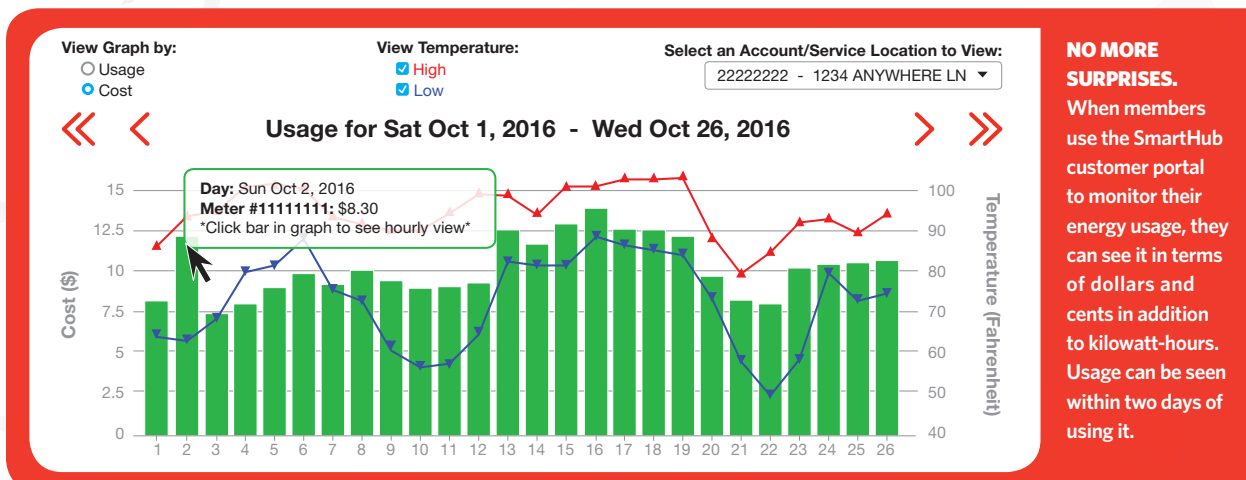 View Graph by:
Usage
Cost
View Temperature:
High
Low
Select an Account/Service Location to View:
22222222 - 1234 ANYWHERE LN
Usage for Sat Oct 1, 2016 - Wed Oct 26, 2016
Day: Sun Oct 2, 2016
Meter #11111111: $8.30
*Click bar in graph to see hourly view*
Cost ($)
15
12.5
10
7.5
5
2.5
0
100
90
80
70
60
50
40
Temperature (Fahrenheit)
1 2 3 4 5 6 7 8 9 10 11 12 13 14 15 16 17 18 19 20 21 22 23 24 25 26
NO MORE
SURPRISES.
When members
use the SmartHub
customer portal
to monitor their
energy usage, they
can see it in terms
of dollars and
cents in addition
to kilowatt-hours.
Usage can be seen
within two days of
using it.